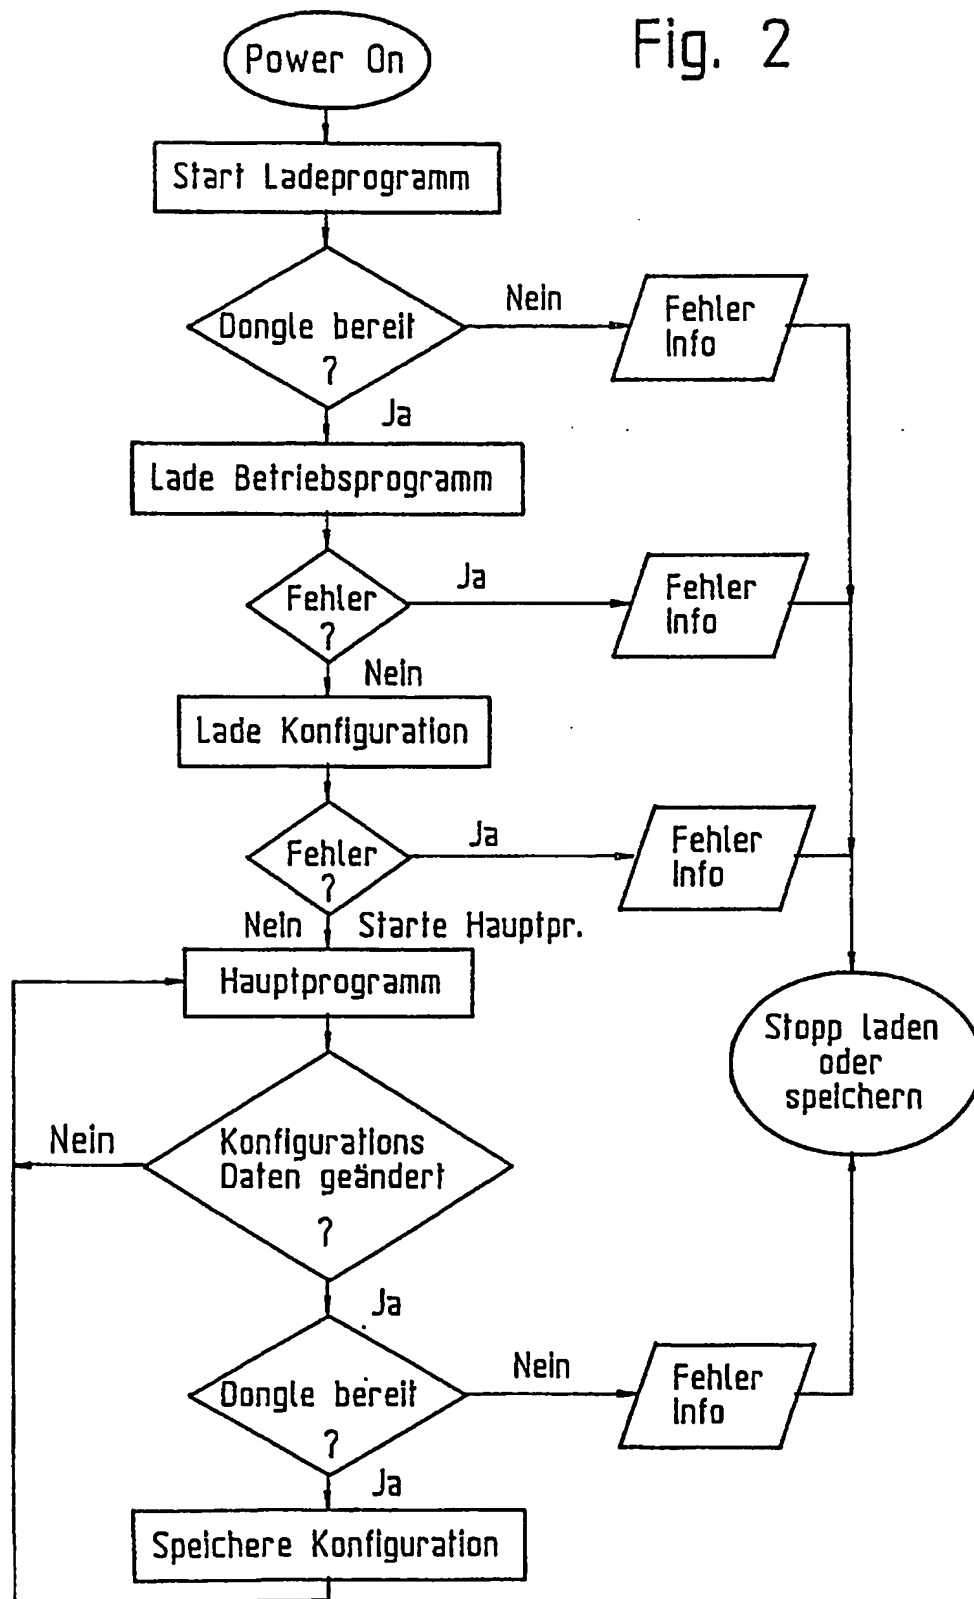 Fig. 2
Power On
Start Ladeprogramm
Dongle bereit
?
Nein
Fehler
Info
Ja
Lade Betriebsprogramm
Fehler
?
Ja
Fehler
Info
Nein
Lade Konfiguration
Fehler
?
Ja
Fehler
Info
Nein
Starte Hauptpr.
Hauptprogramm
Stopp laden
oder
speichern
Konfigurations
Daten geändert
?
Nein
Ja
Dongle bereit
?
Nein
Fehler
Info
Ja
Speichere Konfiguration